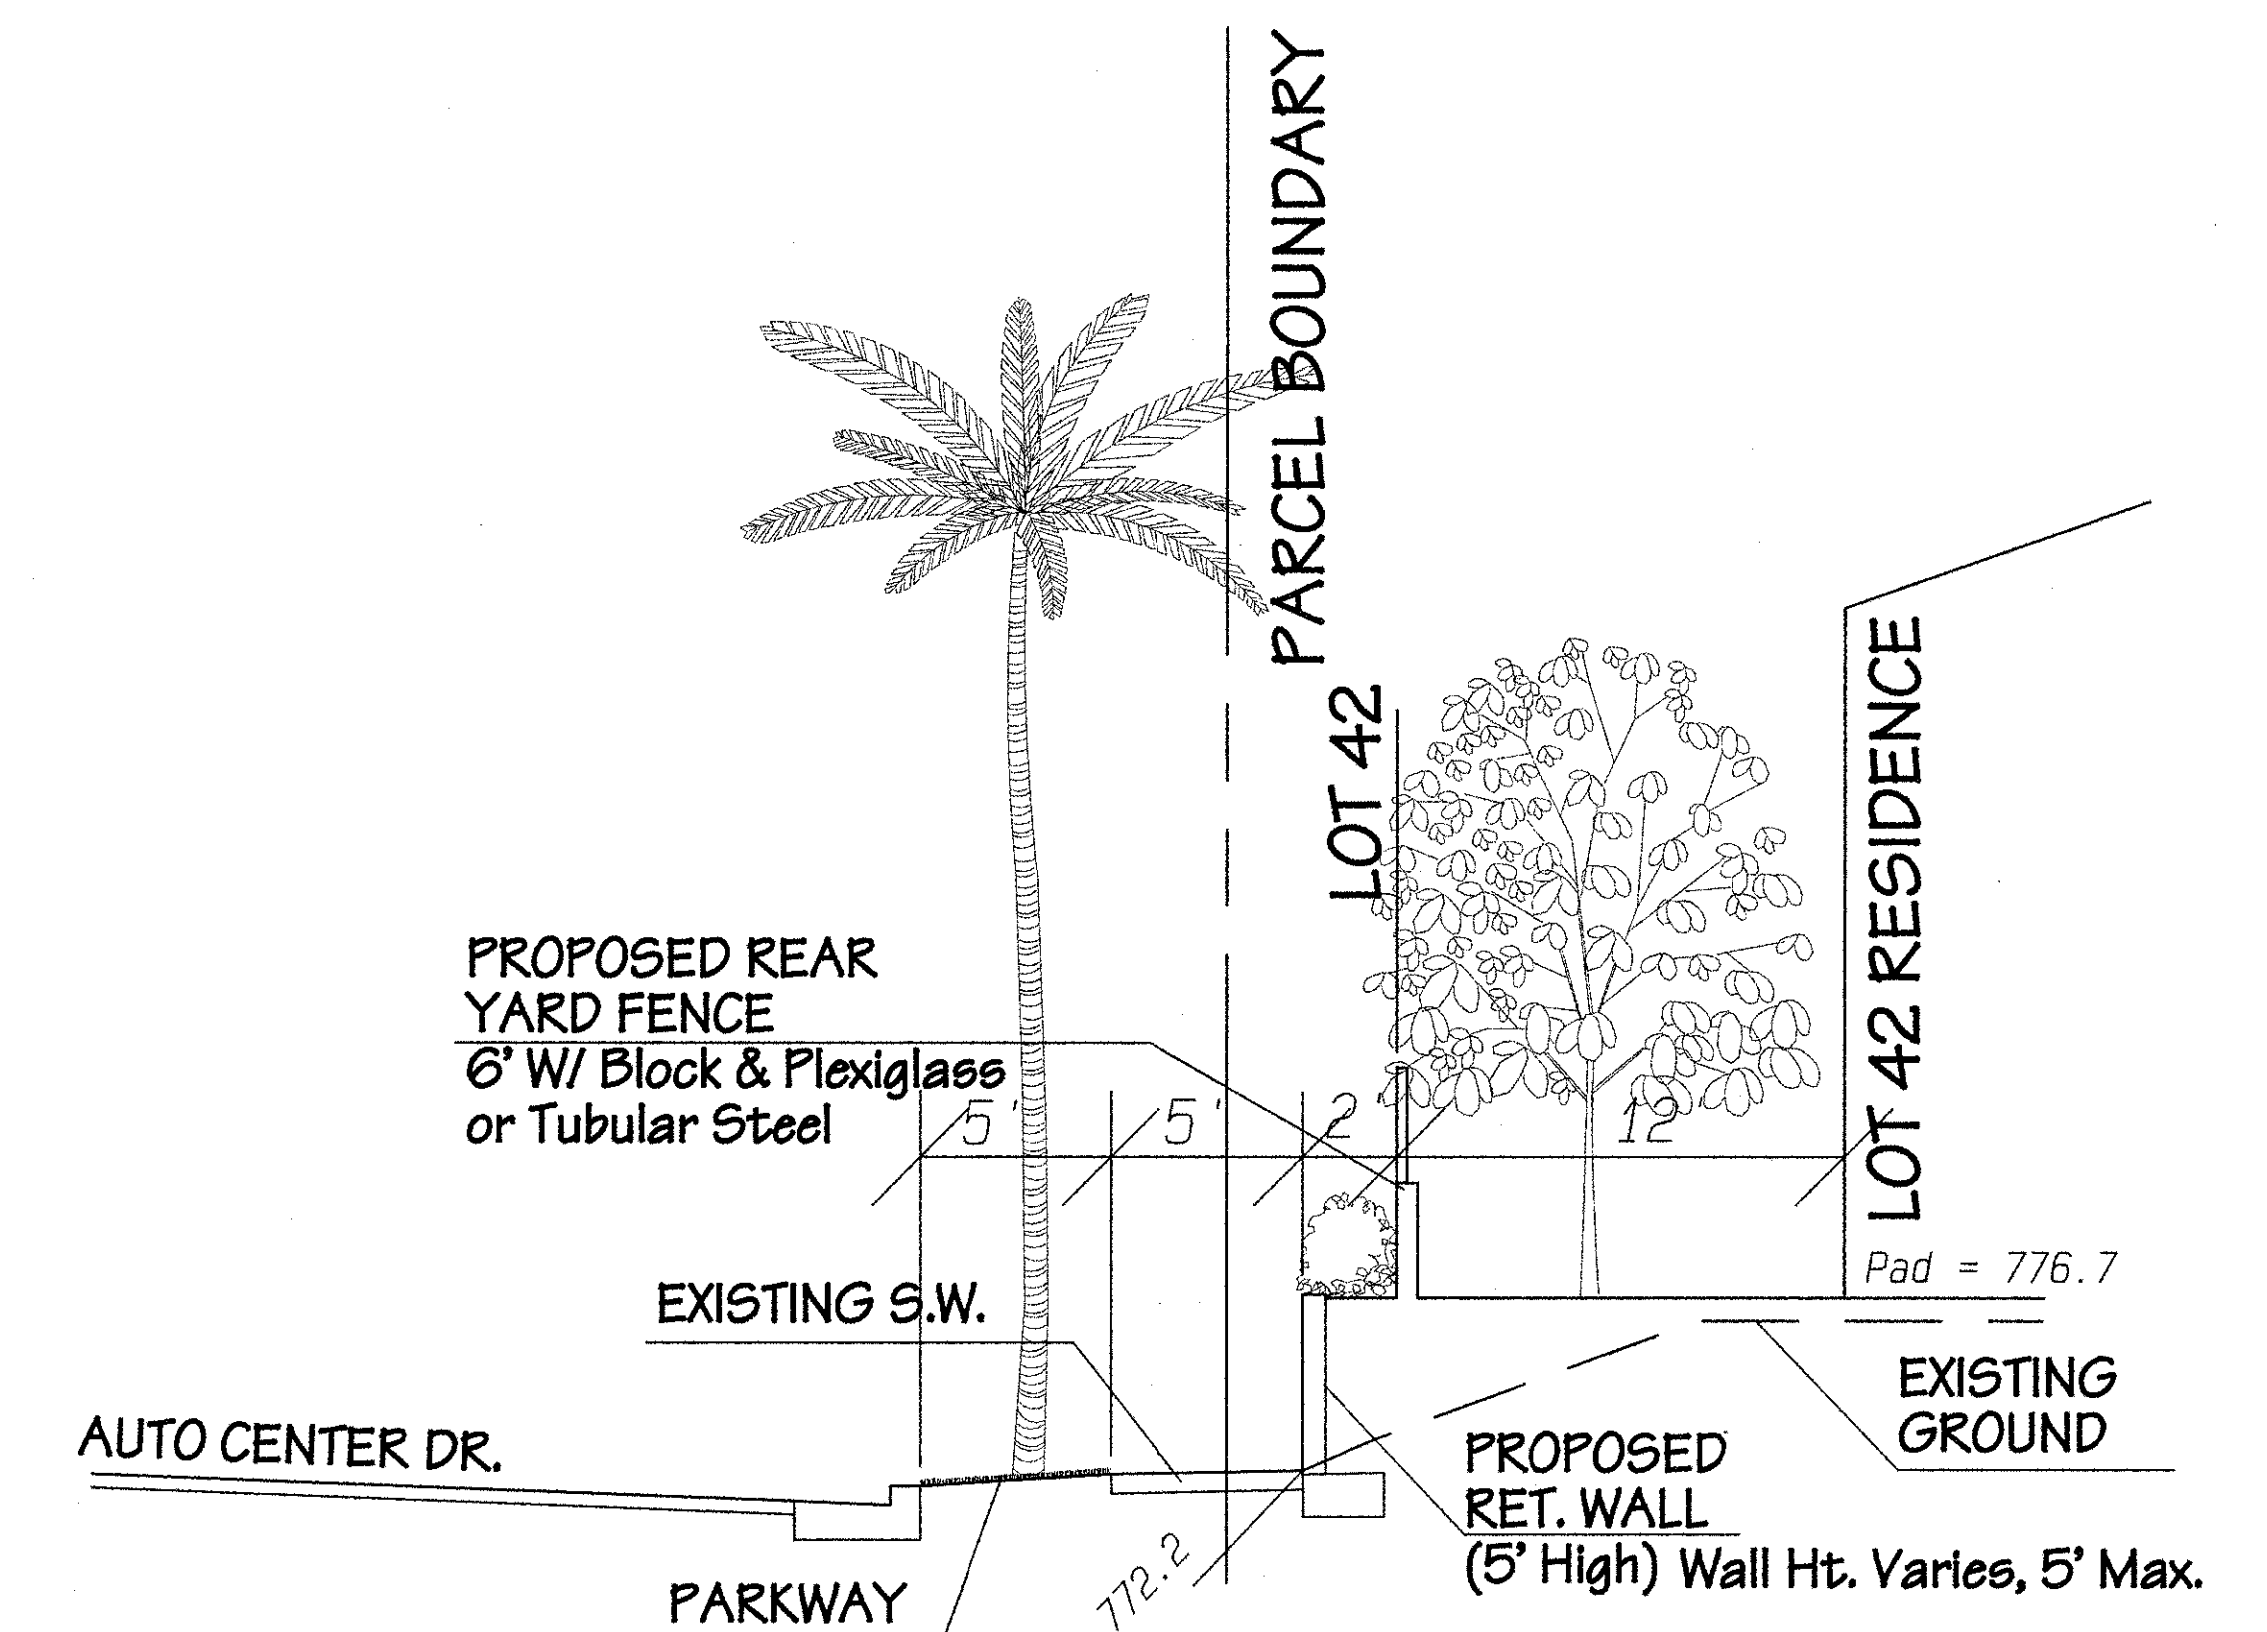 PARCEL BOUNDARY
LOT 42
LOT 42 RESIDENCE
PROPOSED REAR
YARD FENCE
6' W/ Block & Plexiglass
or Tubular Steel
5' 5' 2' 12'
Pad = 776.7
EXISTING S.W.
EXISTING
GROUND
AUTO CENTER DR.
PROPOSED
RET. WALL
(5' High) Wall Ht. Varies, 5' Max.
772.2
PARKWAY